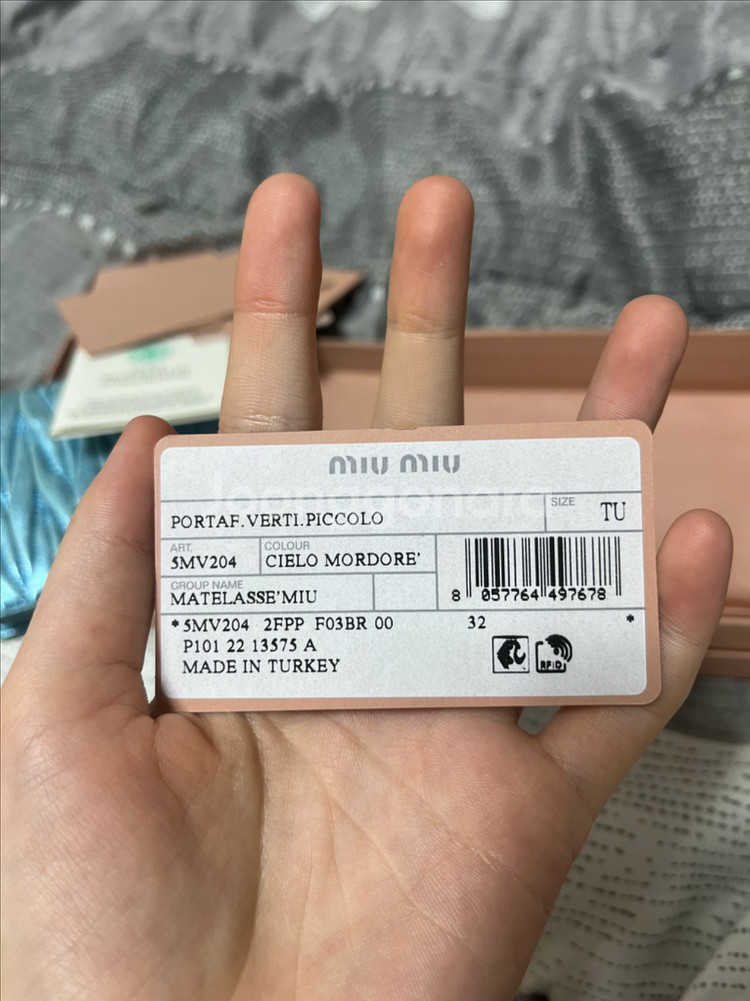 miu miu
PORTAF.VERTI.PICCOLO
SIZE
TU
ART.
5MV204
COLOUR
CIELO MORDORE'
GROUP NAME
MATELASSE'MIU
8 057764 497678
*5MV204 2FPP F03BR 00 32 *
P101 22 13575 A
MADE IN TURKEY
RFID